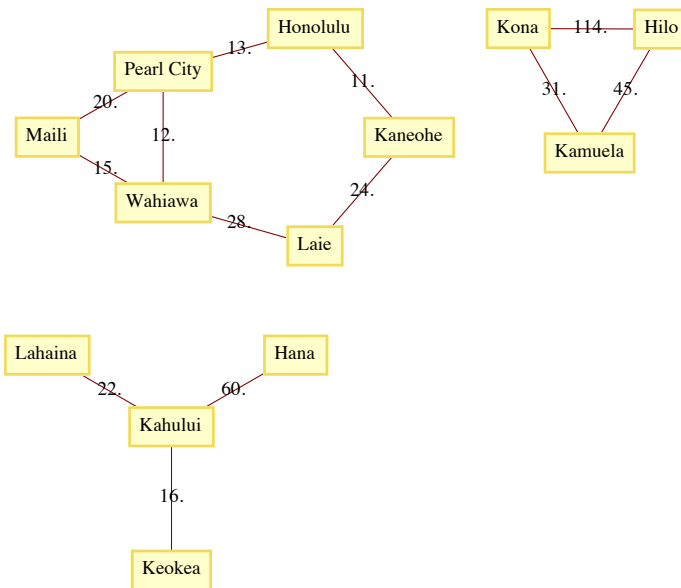 Honolulu
Kona
114.
Hilo
13.
Pearl City
11.
31.
45.
20.
Maili
12.
Kaneohe
Kamuela
15.
Wahiawa
24.
28.
Laie
Lahaina
Hana
22.
60.
Kahului
16.
Keokea